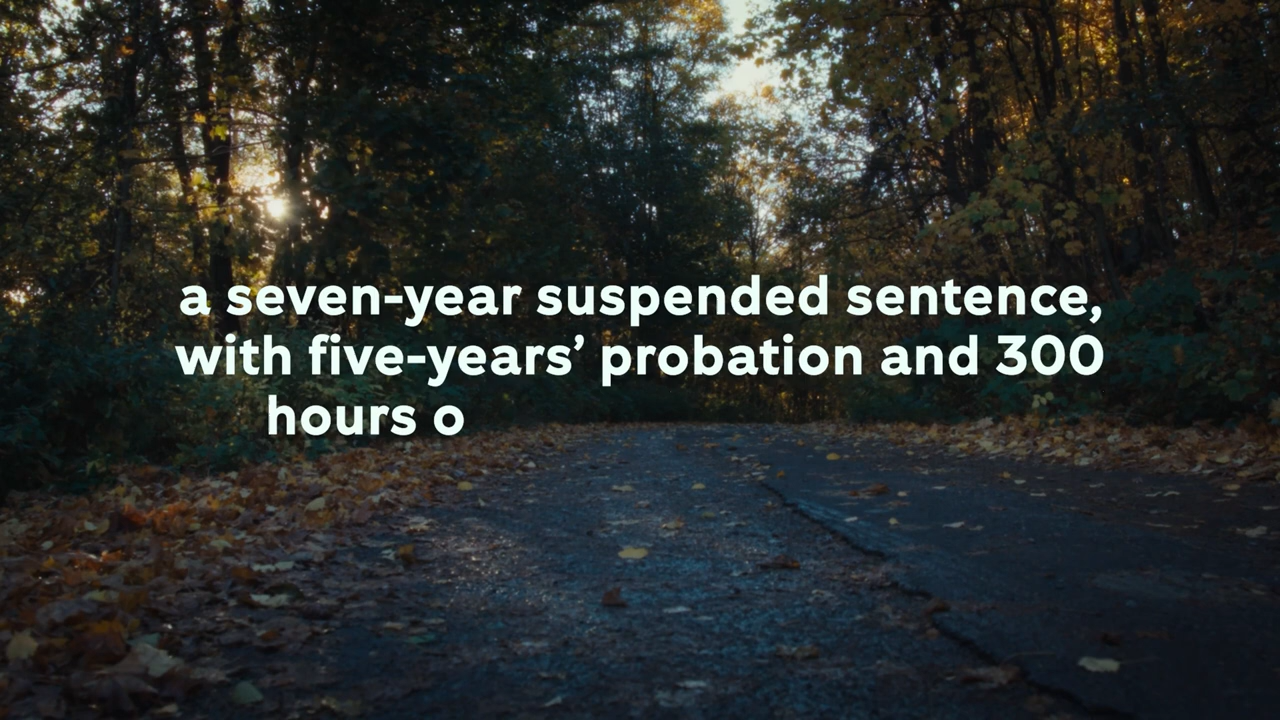 a seven-year suspended sentence,
with five-years’ probation and 300
hours o